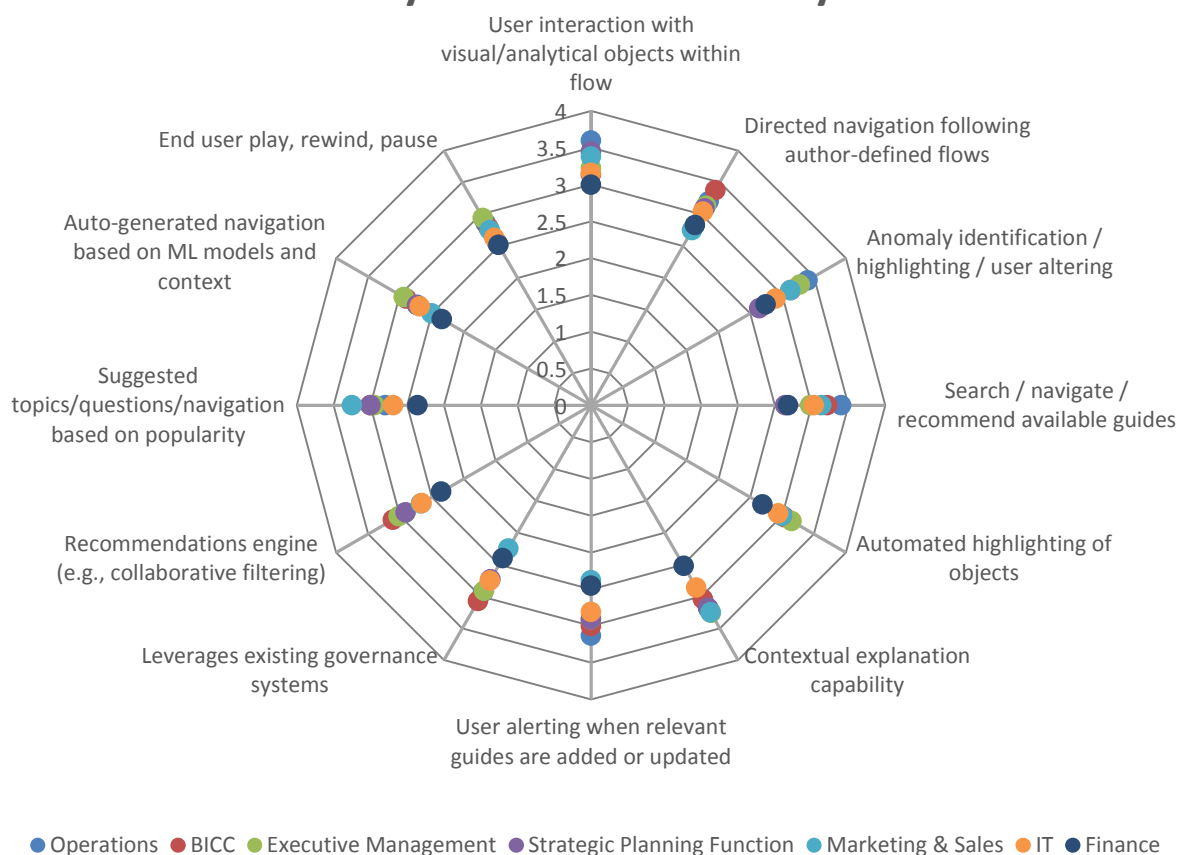 User interaction with
visual/analytical objects within
flow
Directed navigation following
author-defined flows
Anomaly identification /
highlighting / user altering
Search / navigate /
recommend available guides
Automated highlighting of
objects
Contextual explanation
capability
User alerting when relevant
guides are added or updated
Leverages existing governance
systems
Recommendations engine
(e.g., collaborative filtering)
Suggested
topics/questions/navigation
based on popularity
Auto-generated navigation
based on ML models and
context
End user play, rewind, pause
4
3.5
3
2.5
2
1.5
1
0.5
0
Operations BICC Executive Management Strategic Planning Function Marketing & Sales IT Finance